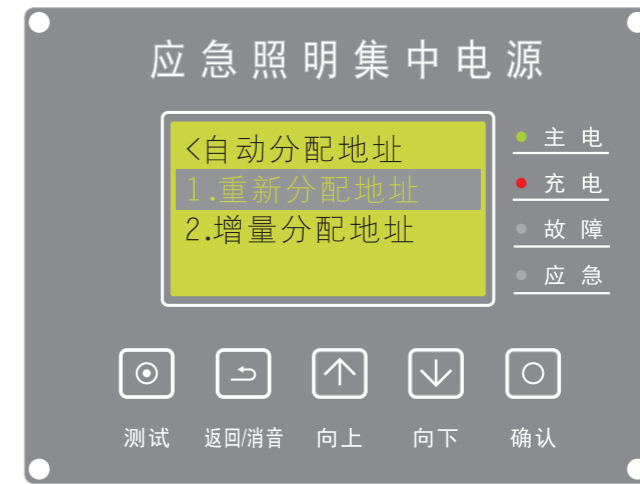 应急照明集中电源
<自动分配地址
1.重新分配地址
2.增量分配地址
主电
充电
故障
应急
测试 返回/消音 向上 向下 确认